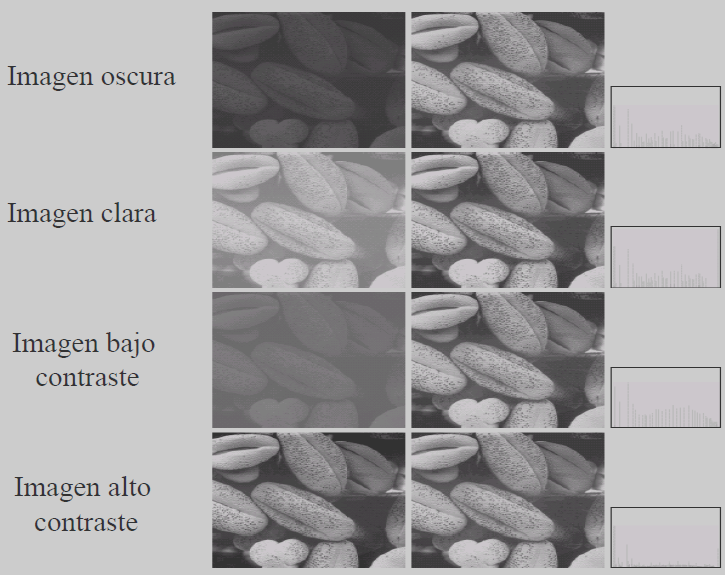 Imagen oscura
Imagen clara
Imagen bajo
contraste
Imagen alto
contraste